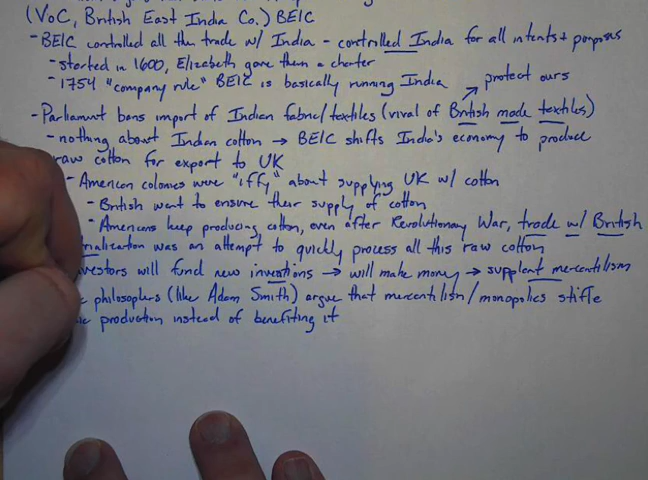 (VoC, British East India Co.) BEIC
- BEIC controlled all the trade w/ India - controlled India for all intents + purposes
- started in 1600, Elizabeth gave them a charter
- 1754 "company rule" BEIC is basically running India
protect ours
- Parliament bans import of Indian fabric/textiles (rival of British made textiles)
- nothing about Indian cotton → BEIC shifts India's economy to produce
raw cotton for export to UK
- American colonies were "iffy" about supplying UK w/ cotton
- British want to ensure their supply of cotton
- Americans keep producing cotton, even after Revolutionary War, trade w/ British
was an attempt to quickly process all this raw cotton
will fund new inventions → will make money → supplant mercantilism
philosophers (like Adam Smith) argue that mercantilism/monopolies stifle
production instead of benefiting it